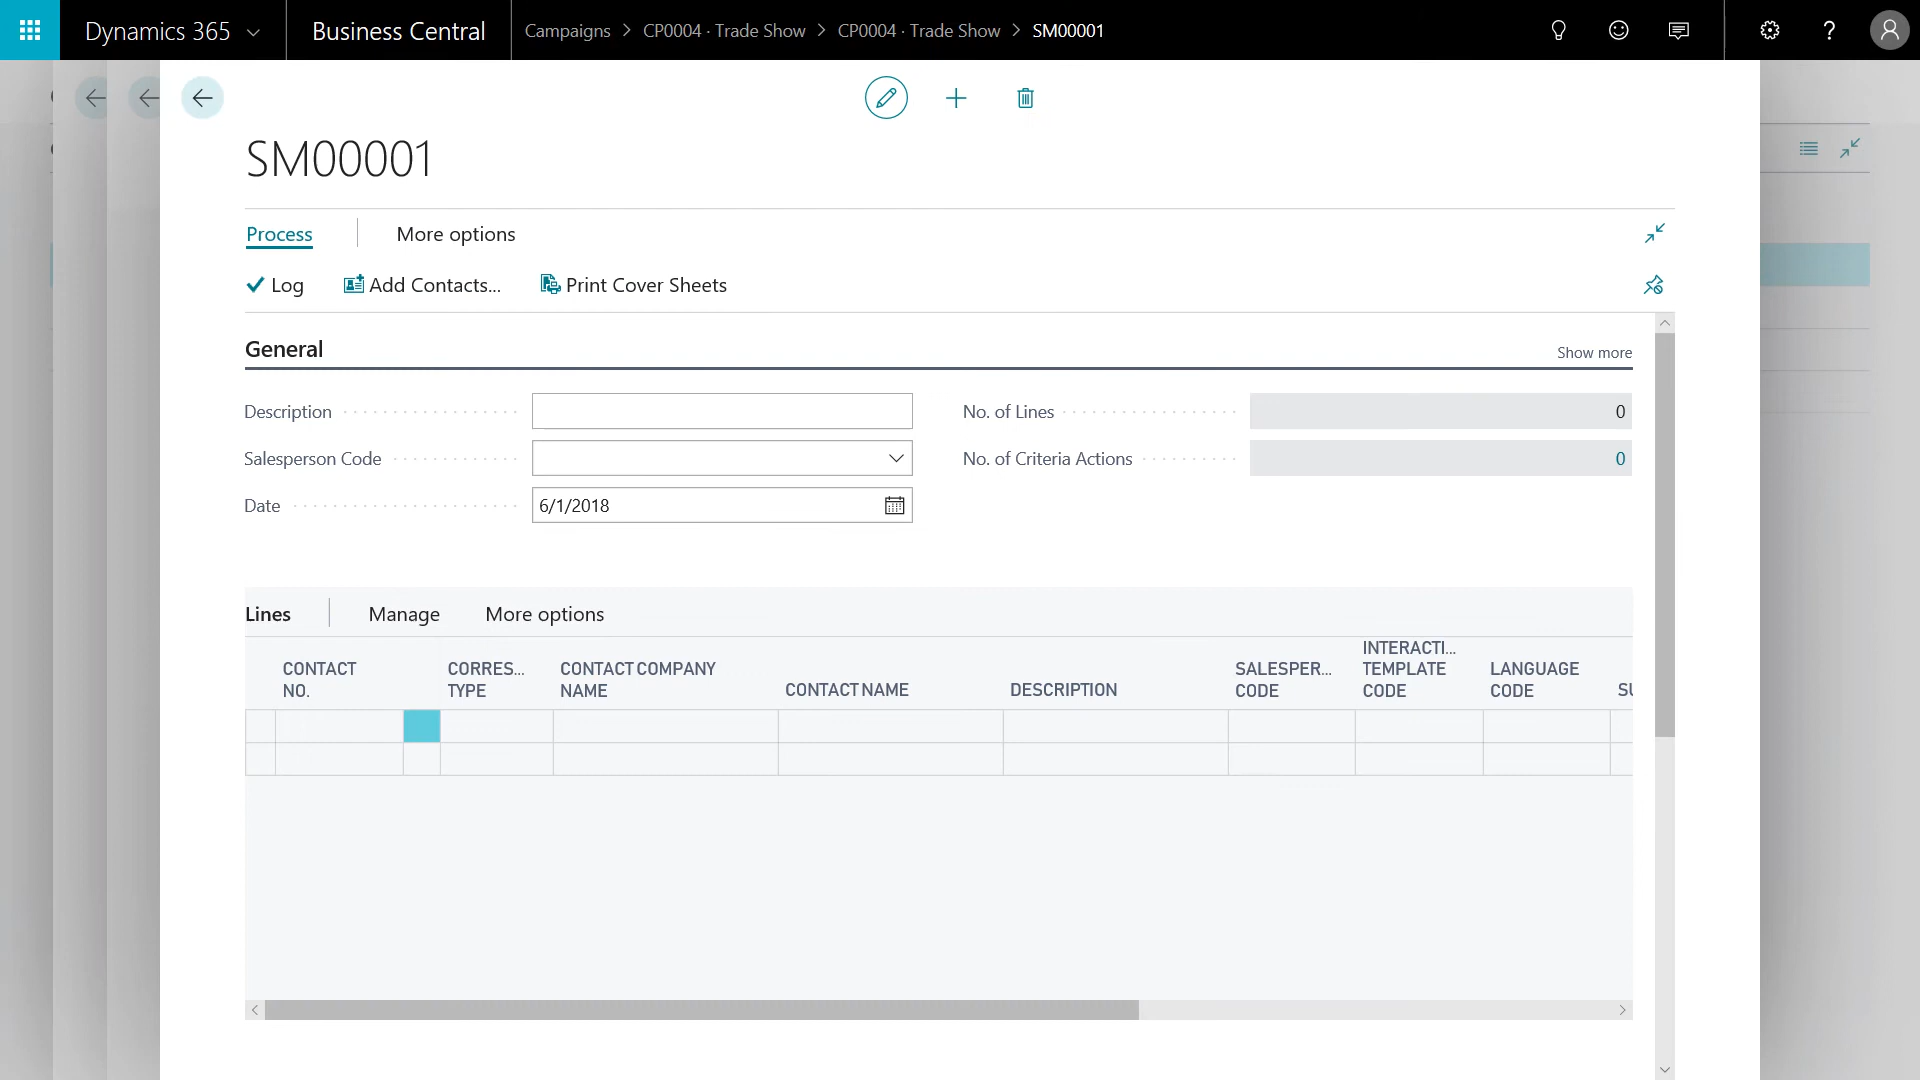 Dynamics 365
Business Central
Campaigns > CP0004 · Trade Show > CP0004 · Trade Show > SM00001
SM00001
Process
More options
Log
Add Contacts...
Print Cover Sheets
General
Show more
Description
No. of Lines
0
Salesperson Code
No. of Criteria Actions
0
Date
6/1/2018
Lines
Manage
More options
CONTACT
NO.
CORRES...
TYPE
CONTACT COMPANY
NAME
CONTACT NAME
DESCRIPTION
SALESPER...
CODE
INTERACTI...
TEMPLATE
CODE
LANGUAGE
CODE